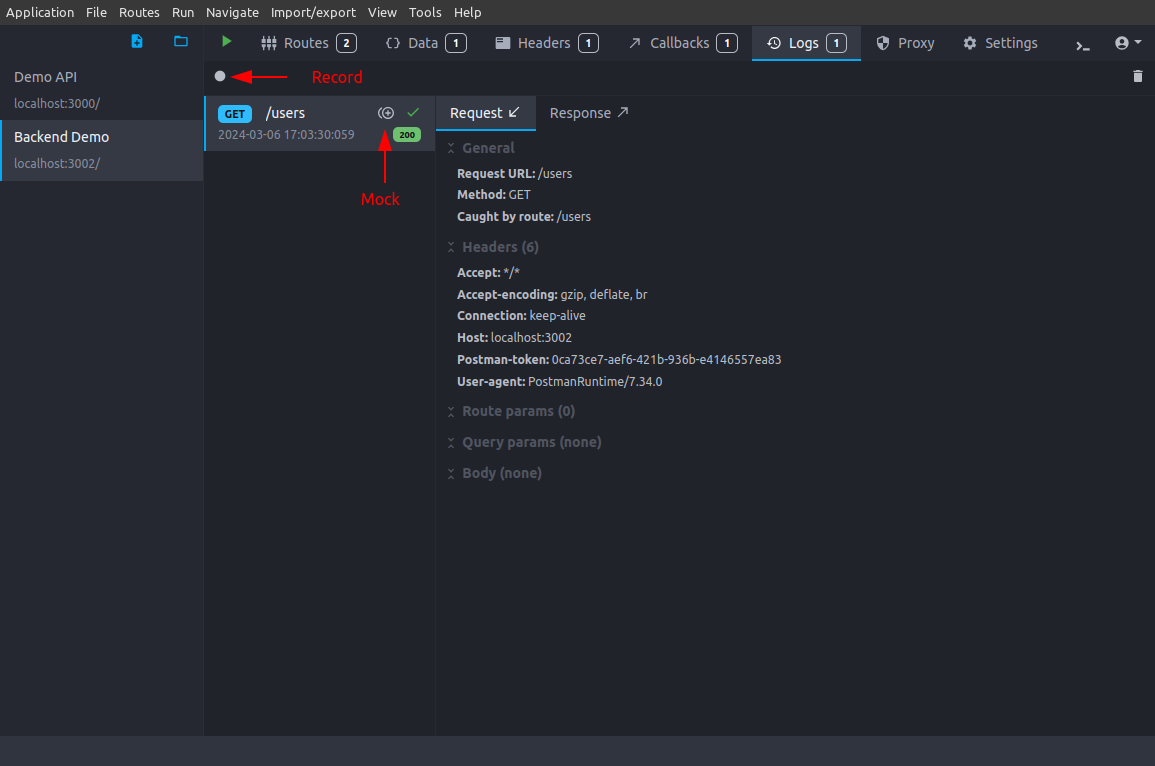 Application File Routes Run Navigate Import/export View Tools Help
Routes 2 Data 1 Headers 1 Callbacks 1 Logs 1 Proxy Settings
Demo API
localhost:3000/
Backend Demo
localhost:3002/
Record
GET /users
2024-03-06 17:03:30:059 200
Mock
Request Response
General
Request URL: /users
Method: GET
Caught by route: /users
Headers (6)
Accept: */*
Accept-encoding: gzip, deflate, br
Connection: keep-alive
Host: localhost:3002
Postman-token: 0ca73ce7-aef6-421b-936b-e4146557ea83
User-agent: PostmanRuntime/7.34.0
Route params (0)
Query params (none)
Body (none)